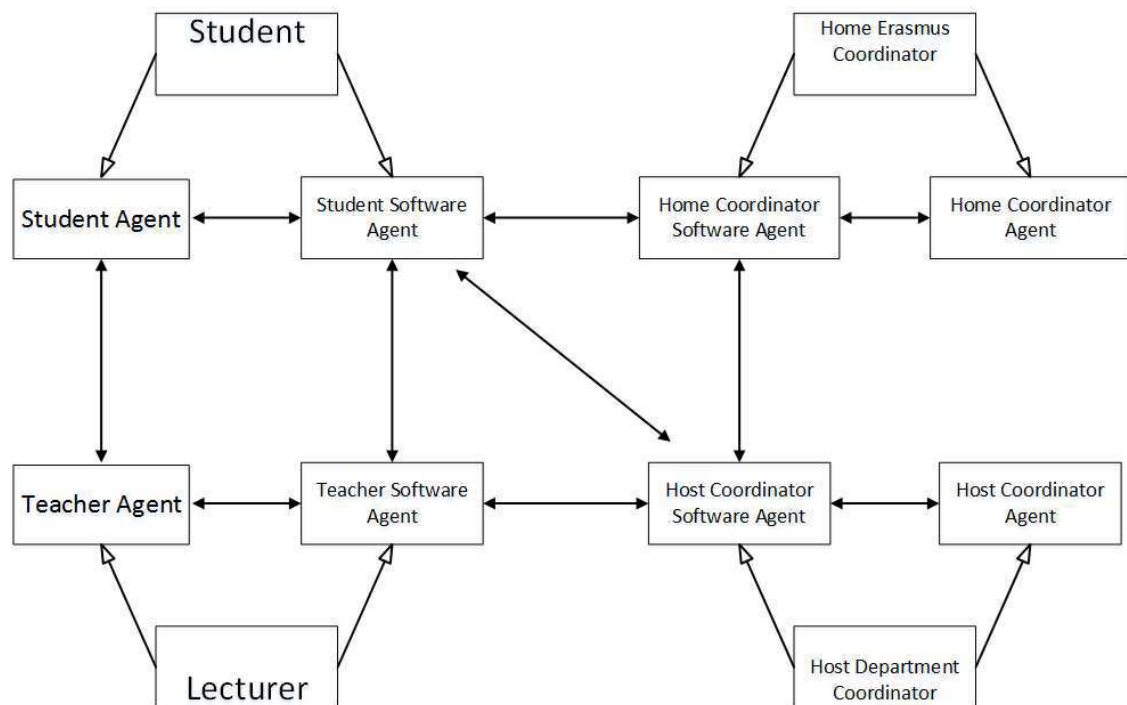 Student
Home Erasmus
Coordinator
Student Agent
Student Software
Agent
Home Coordinator
Software Agent
Home Coordinator
Agent
Teacher Agent
Teacher Software
Agent
Host Coordinator
Software Agent
Host Coordinator
Agent
Lecturer
Host Department
Coordinator